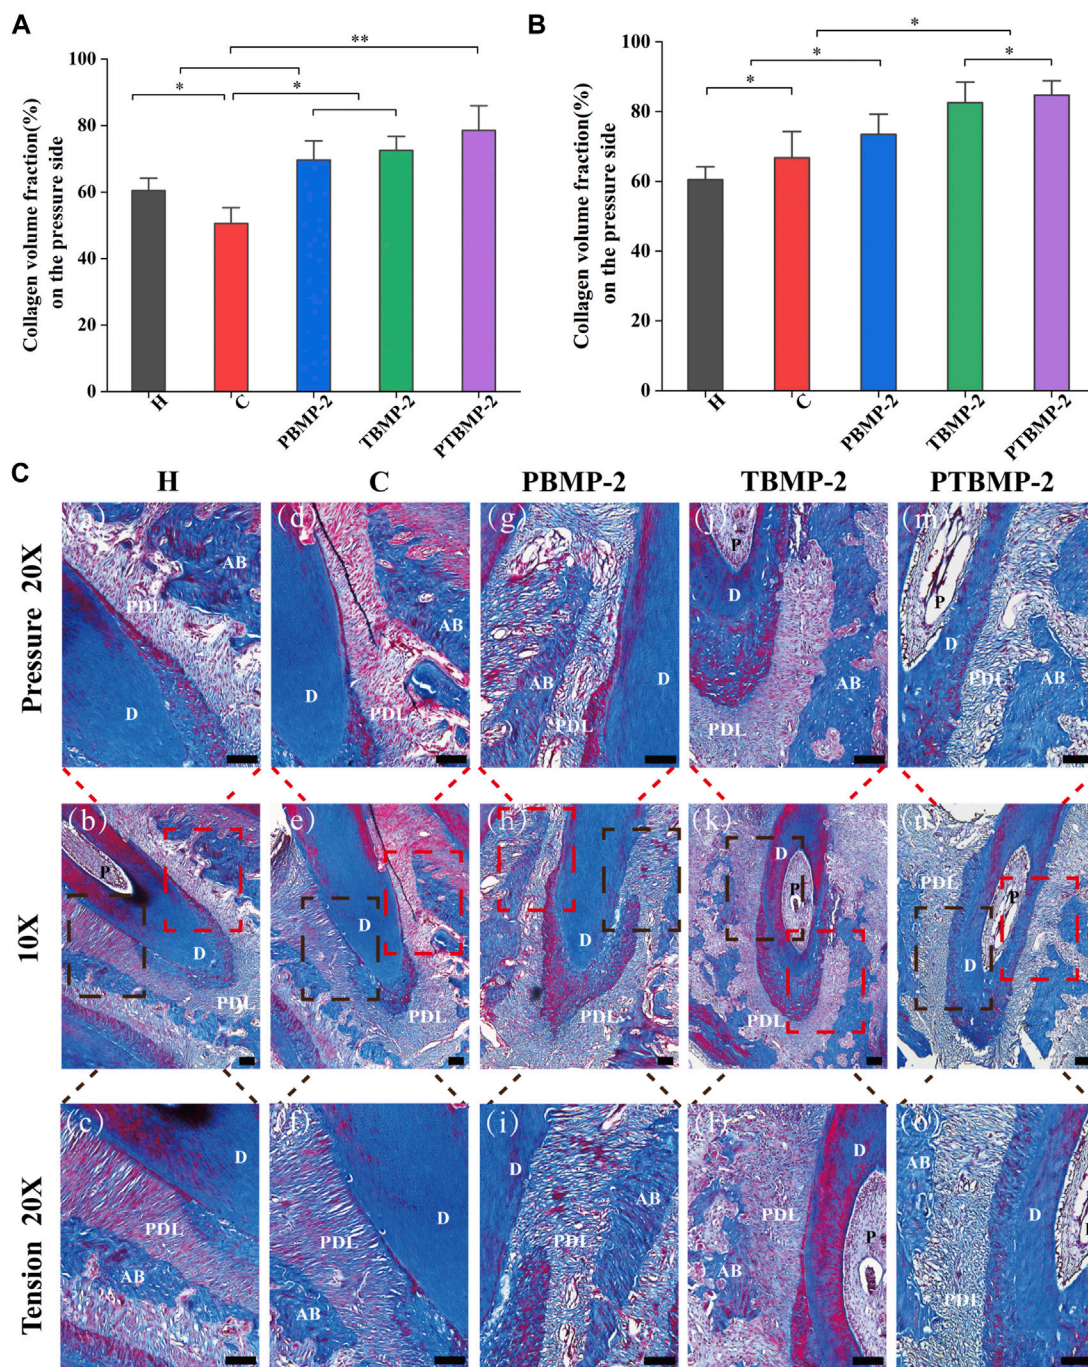 A
Collagen volume fraction(%)
on the pressure side
100
80
60
40
20
0
**
*
*
H
C
PBMP-2
TBMP-2
PTBMP-2
B
Collagen volume fraction(%)
on the pressure side
100
80
60
40
20
0
*
*
*
*
H
C
PBMP-2
TBMP-2
PTBMP-2
C
H
C
PBMP-2
TBMP-2
PTBMP-2
Pressure 20X
(a)
AB
PDL
D
(d)
AB
D
PDL
(g)
AB
D
PDL
(j)
P
D
AB
PDL
(m)
P
D
PDL
AB
10X
(b)
P
D
PDL
(e)
PDL
(h)
PDL
(k)
D
P
PDL
(n)
PDL
P
D
Tension 20X
(c)
D
PDL
AB
(f)
D
PDL
AB
(i)
D
AB
PDL
(l)
D
PDL
P
AB
(o)
AB
D
PDL